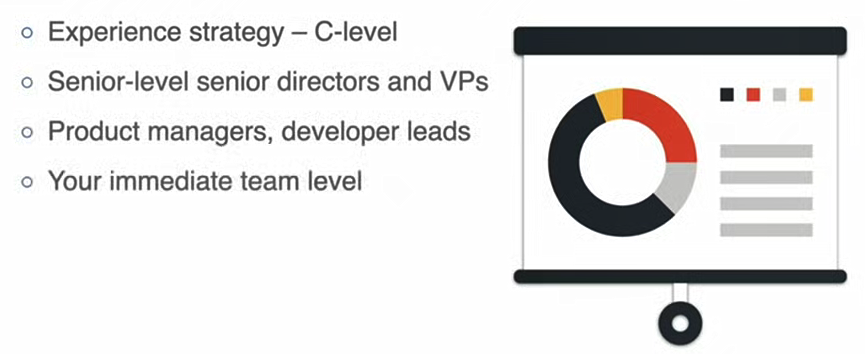 Experience strategy – C-level
Senior-level senior directors and VPs
Product managers, developer leads
Your immediate team level